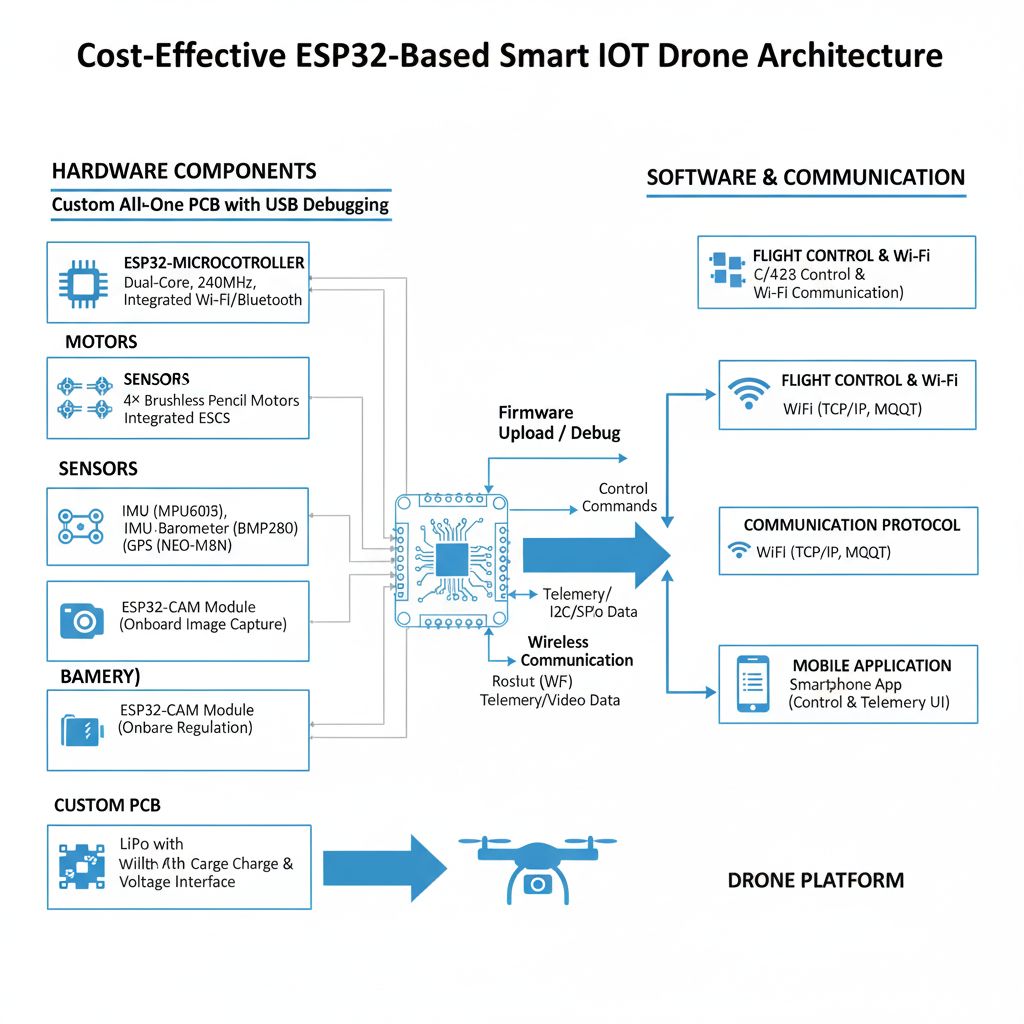 Cost-Effective ESP32-Based Smart IOT Drone Architecture
HARDWARE COMPONENTS
Custom All-One PCB with USB Debugging
ESP32-MICROCOTROLLER
Dual-Core, 240MHz,
Integrated Wi-FI/Bluetooth
MOTORS
SENSORS
4× Brushless Pencil Motors
Integrated ESCS
SENSORS
IMU
IMU.Barometer (BMP280)
(GPS (NEO-M8N)
ESP32-CAM Module
(Onboard Image Capture)
BAMERY)
ESP32-CAM Module
(Onbare Regulation)
CUSTOM PCB
LiPo with
Carge Charge &
Voltage Interface
Firmware
Upload / Debug
Control
Commands
Telemery/
I2C/SPIo Data
Wireless
Communication
Telemery/Video Data
SOFTWARE & COMMUNICATION
FLIGHT CONTROL & Wi-Fi
C/423 Control &
Wi-Fi Communication)
FLIGHT CONTROL & Wi-Fi
WiFi (TCP/IP, MQQT)
COMMUNICATION PROTOCOL
WiFi (TCP/IP, MQQT)
MOBILE APPLICATION
Smartphone App
(Control & Telemery UI)
DRONE PLATFORM